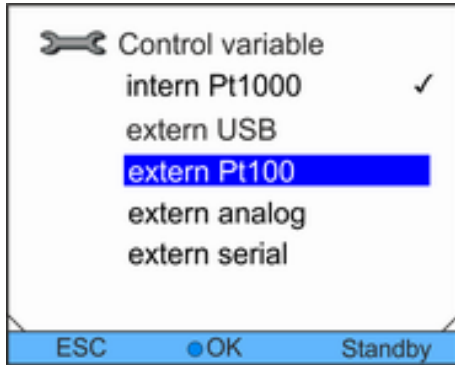 Control variable
intern Pt1000 ✓
extern USB
extern Pt100
extern analog
extern serial
ESC OK Standby